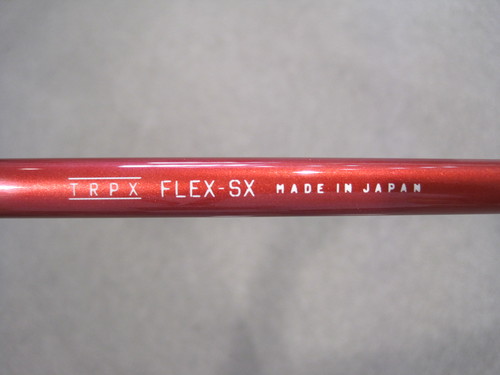 TRPX FLEX-SX MADE IN JAPAN